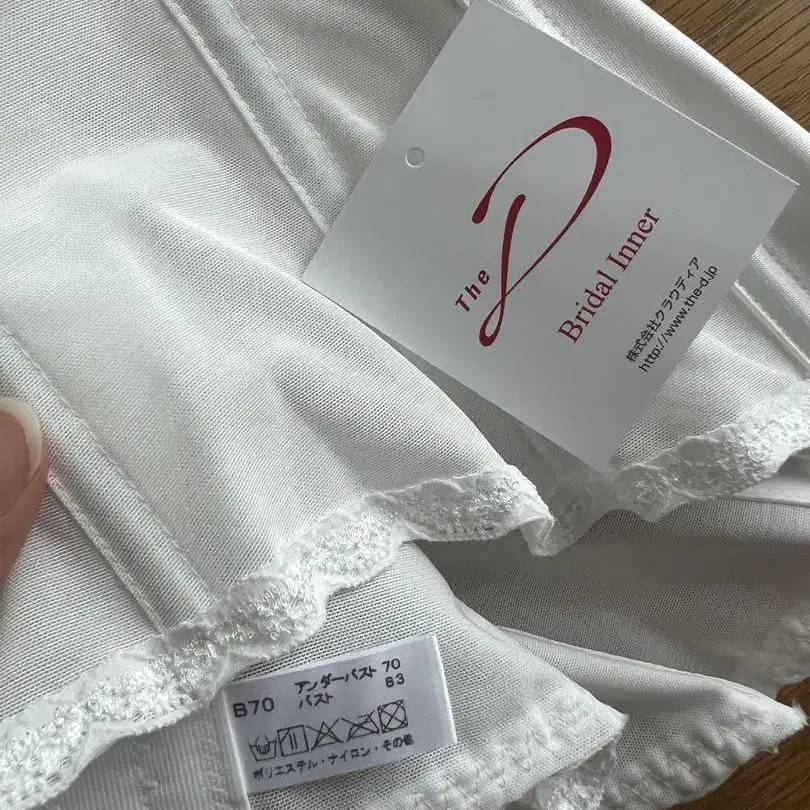 The D
Bridal Inner
株式会社クラウディア
http://www.the-d.jp
B70
アンダーバスト 70
バスト 83
ポリエステル・ナイロン・その他